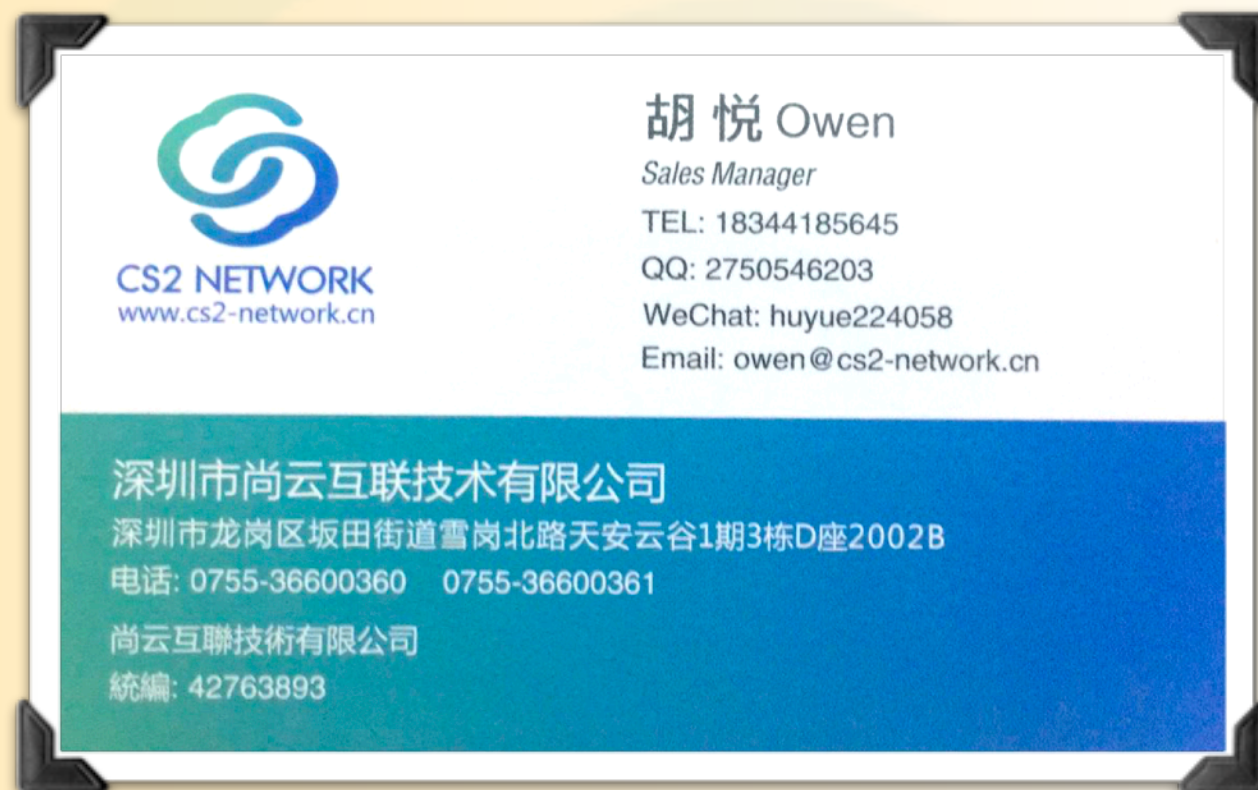 CS2 NETWORK
www.cs2-network.cn
胡 悦 Owen
Sales Manager
TEL: 18344185645
QQ: 2750546203
WeChat: huyue224058
Email: owen@cs2-network.cn
深圳市尚云互联技术有限公司
深圳市龙岗区坂田街道雪岗北路天安云谷1期3栋D座2002B
电话: 0755-36600360 0755-36600361
尚云互聯技術有限公司
統編: 42763893